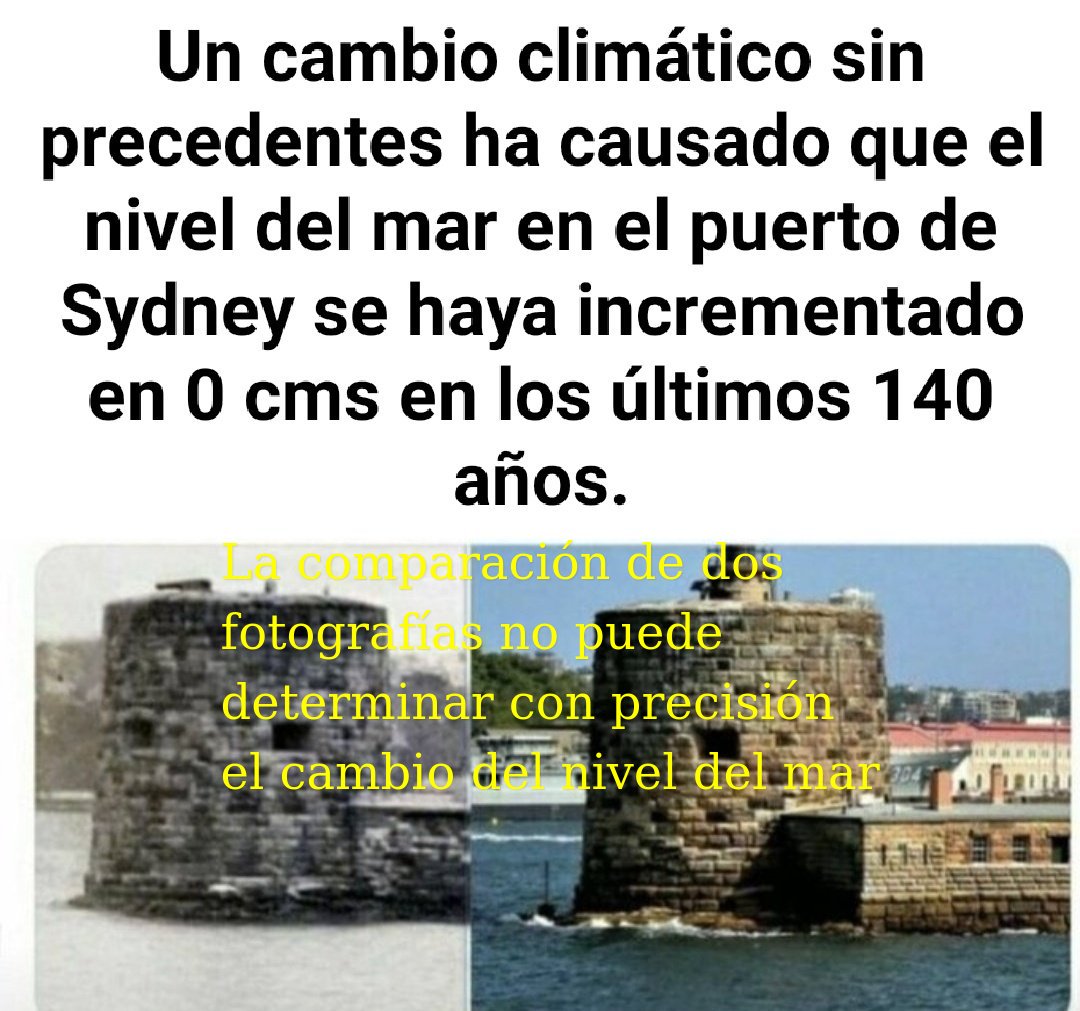 Un cambio climático sin
precedentes ha causado que el
nivel del mar en el puerto de
Sydney se haya incrementado
en 0 cms en los últimos 140
años.
La comparación de dos
fotografías no puede
determinar con precisión
el cambio del nivel del mar
.
704